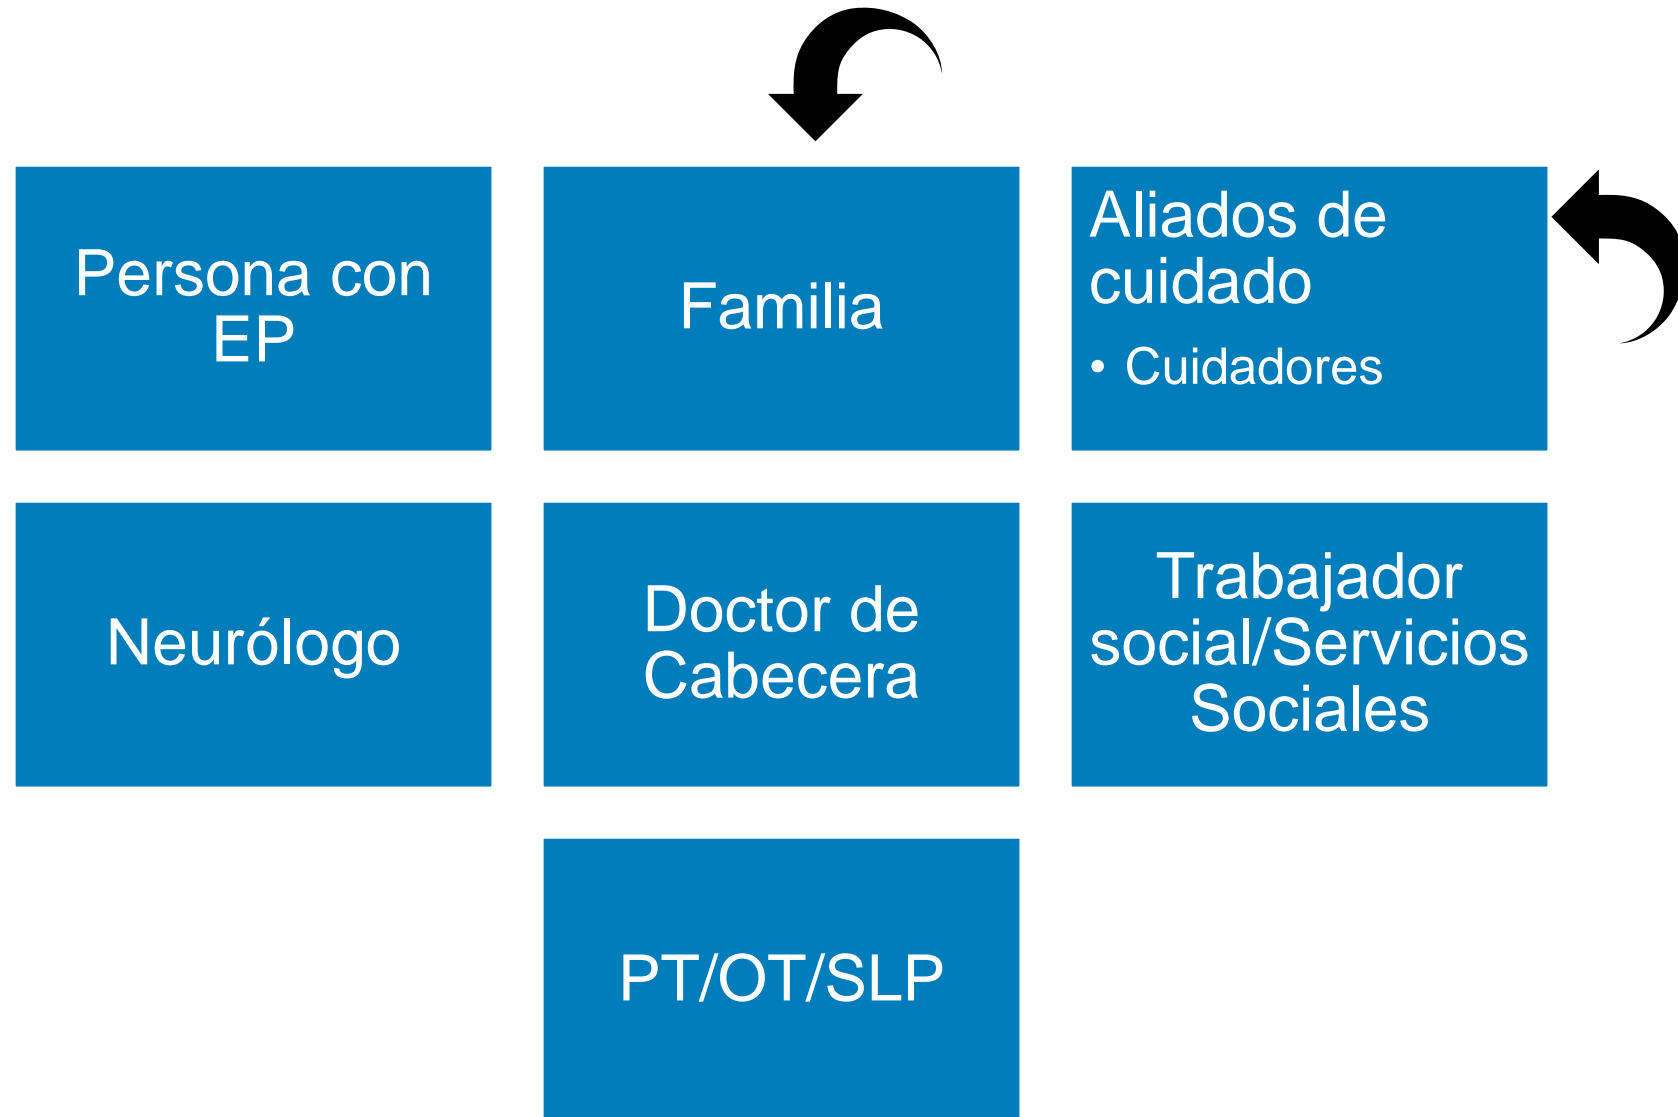 Persona con
EP
Familia
Aliados de
cuidado
• Cuidadores
Neurólogo
Doctor de
Cabecera
Trabajador
social/Servicios
Sociales
PT/OT/SLP